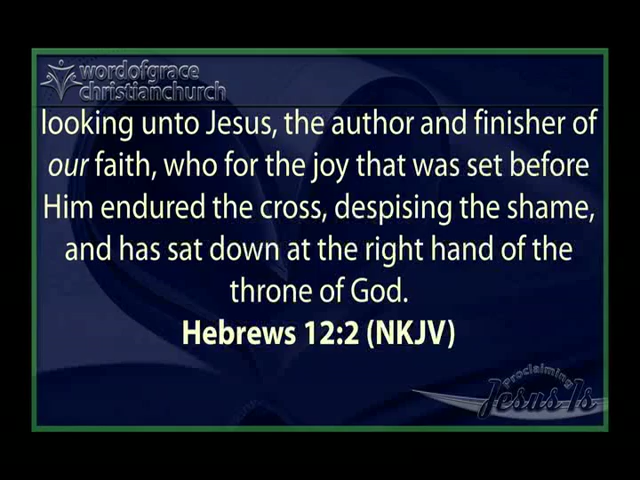 wordofgrace
christianchurch
looking unto Jesus, the author and finisher of
our faith, who for the joy that was set before
Him endured the cross, despising the shame,
and has sat down at the right hand of the
throne of God.
Hebrews 12:2 (NKJV)
Proclaiming
Jesus Is